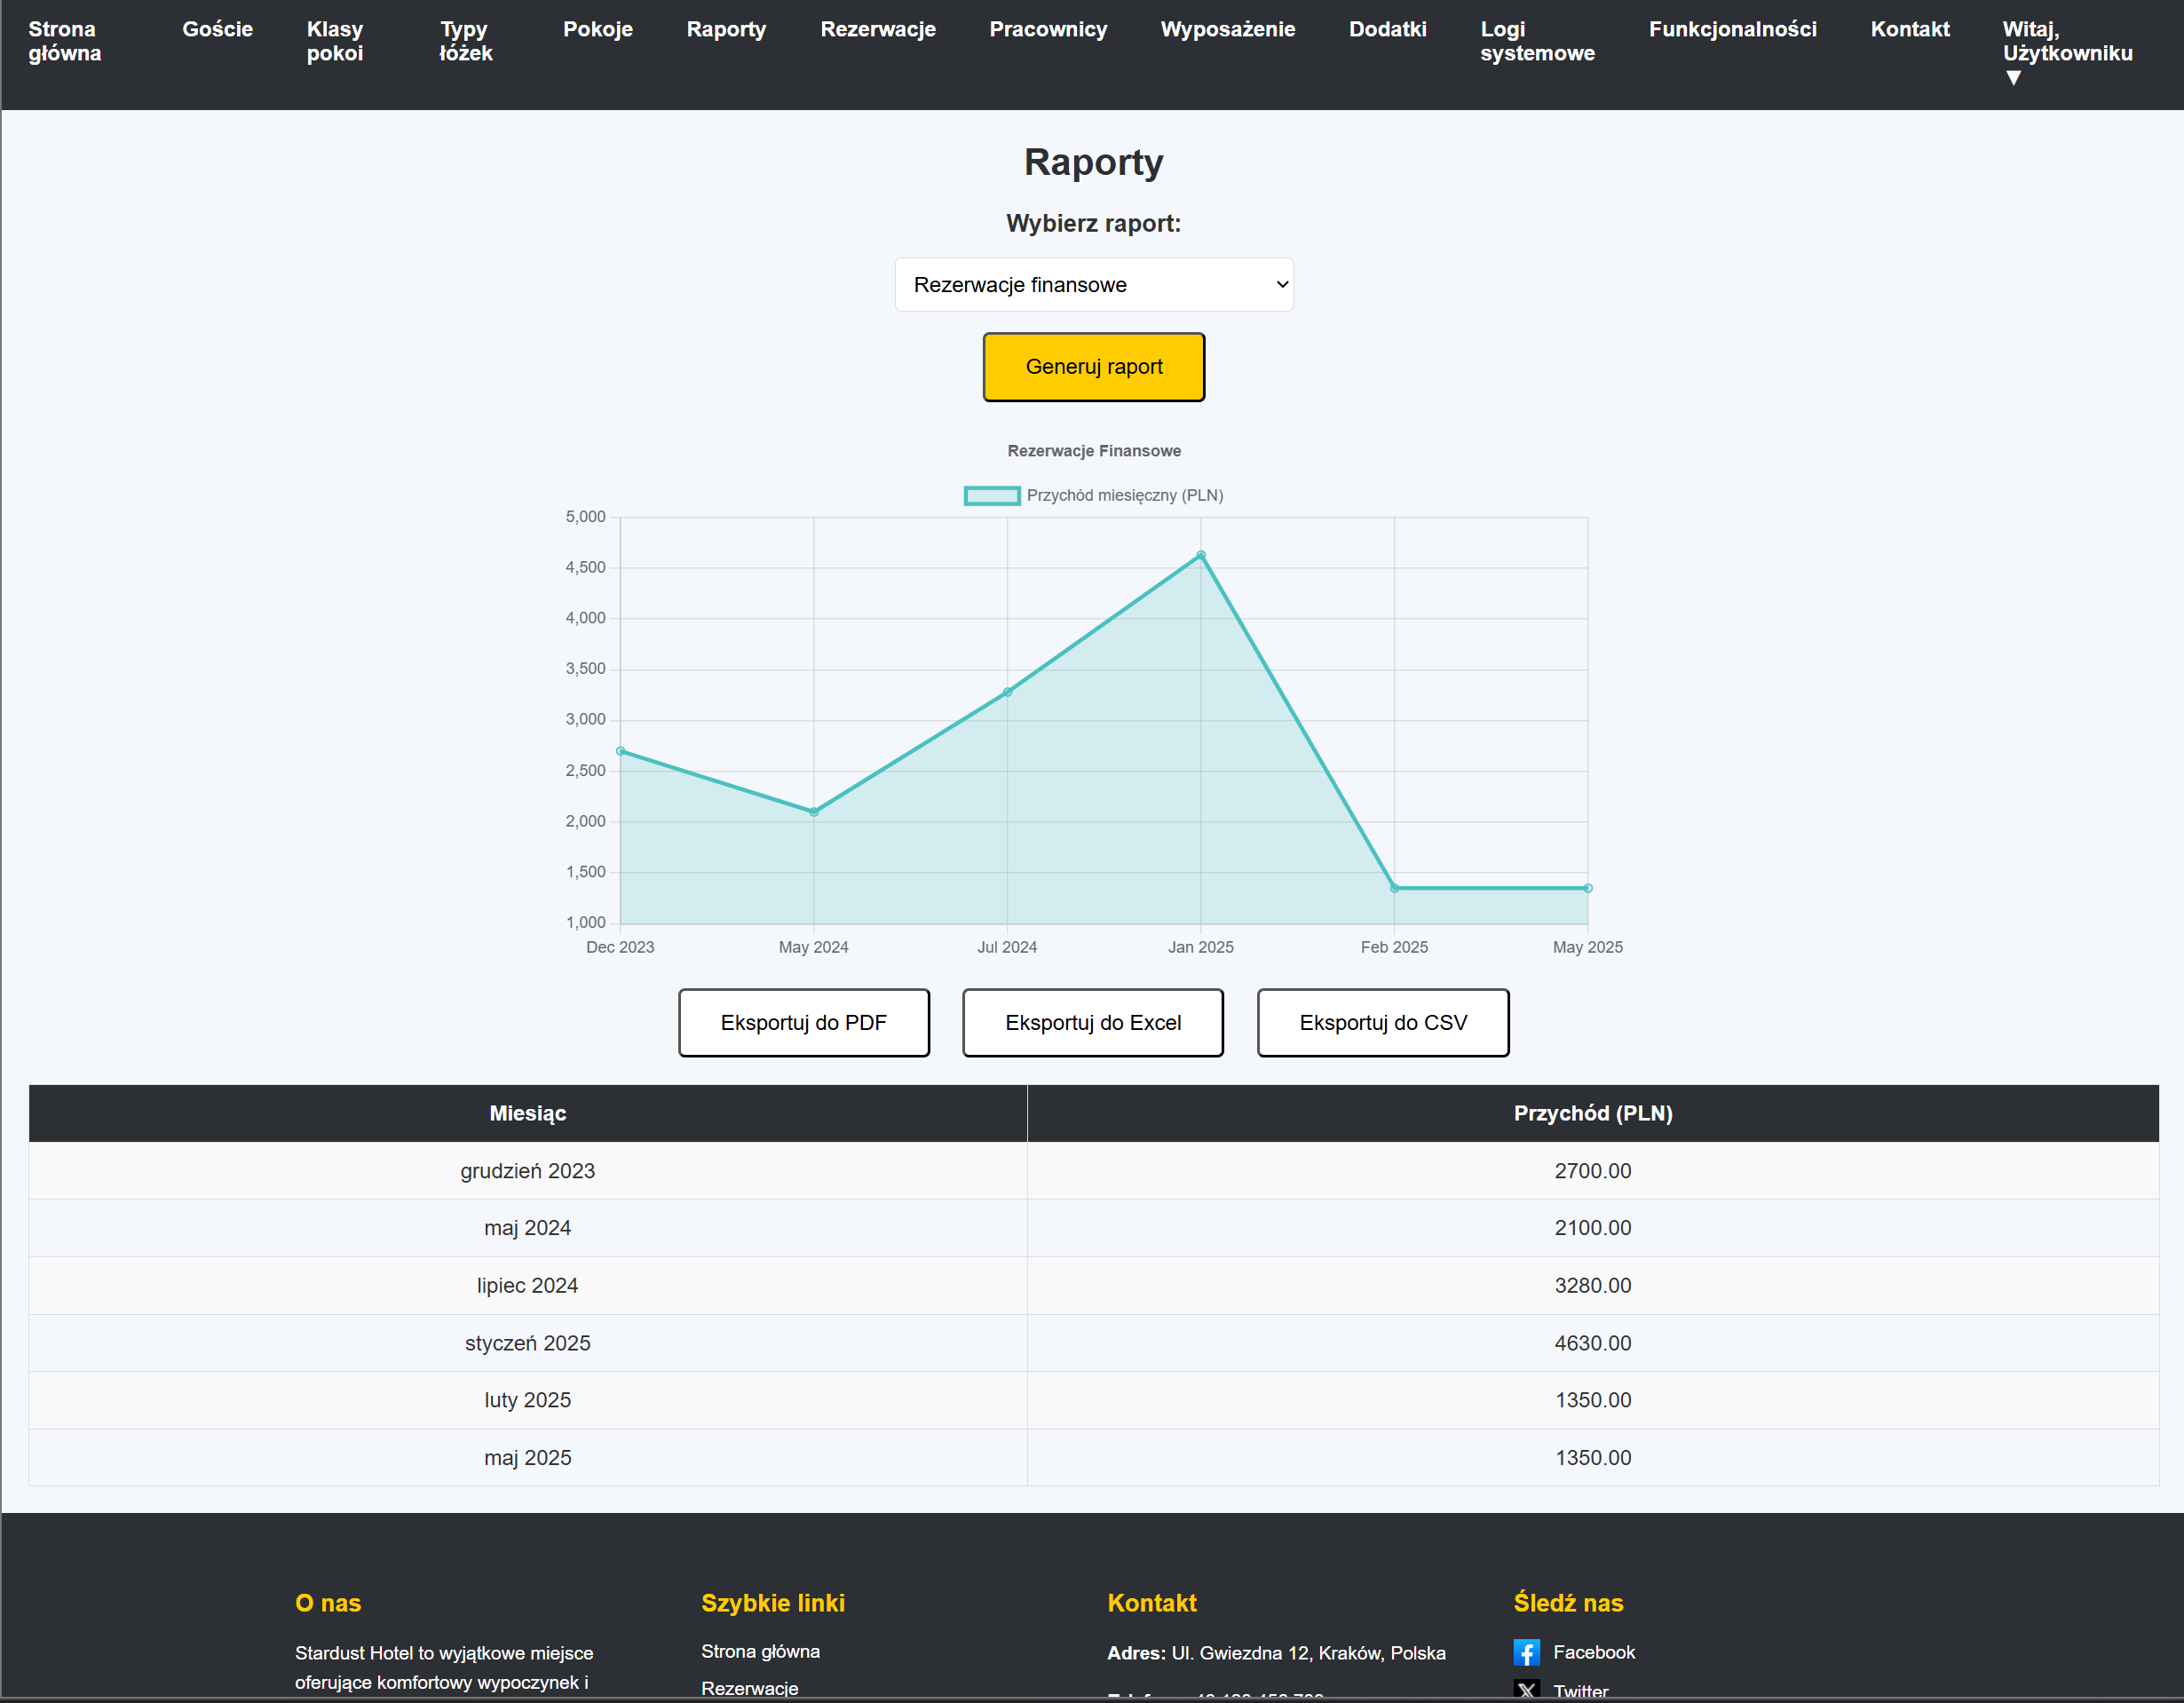 Strona główna
Goście
Klasy pokoi
Typy łóżek
Pokoje
Raporty
Rezerwacje
Pracownicy
Wyposażenie
Dodatki
Logi systemowe
Funkcjonalności
Kontakt
Witaj, Użytkowniku ▼
Raporty
Wybierz raport:
Rezerwacje finansowe
Generuj raport
Rezerwacje Finansowe
Przychód miesięczny (PLN)
5,000
4,500
4,000
3,500
3,000
2,500
2,000
1,500
1,000
Dec 2023 May 2024 Jul 2024 Jan 2025 Feb 2025 May 2025
Eksportuj do PDF Eksportuj do Excel Eksportuj do CSV
Miesiąc Przychód (PLN)
grudzień 2023 2700.00
maj 2024 2100.00
lipiec 2024 3280.00
styczeń 2025 4630.00
luty 2025 1350.00
maj 2025 1350.00
O nas
Stardust Hotel to wyjątkowe miejsce
oferujące komfortowy wypoczynek i
Szybkie linki
Strona główna
Rezerwacje
Kontakt
Adres: Ul. Gwiezdna 12, Kraków, Polska
Śledź nas
Facebook
Twitter